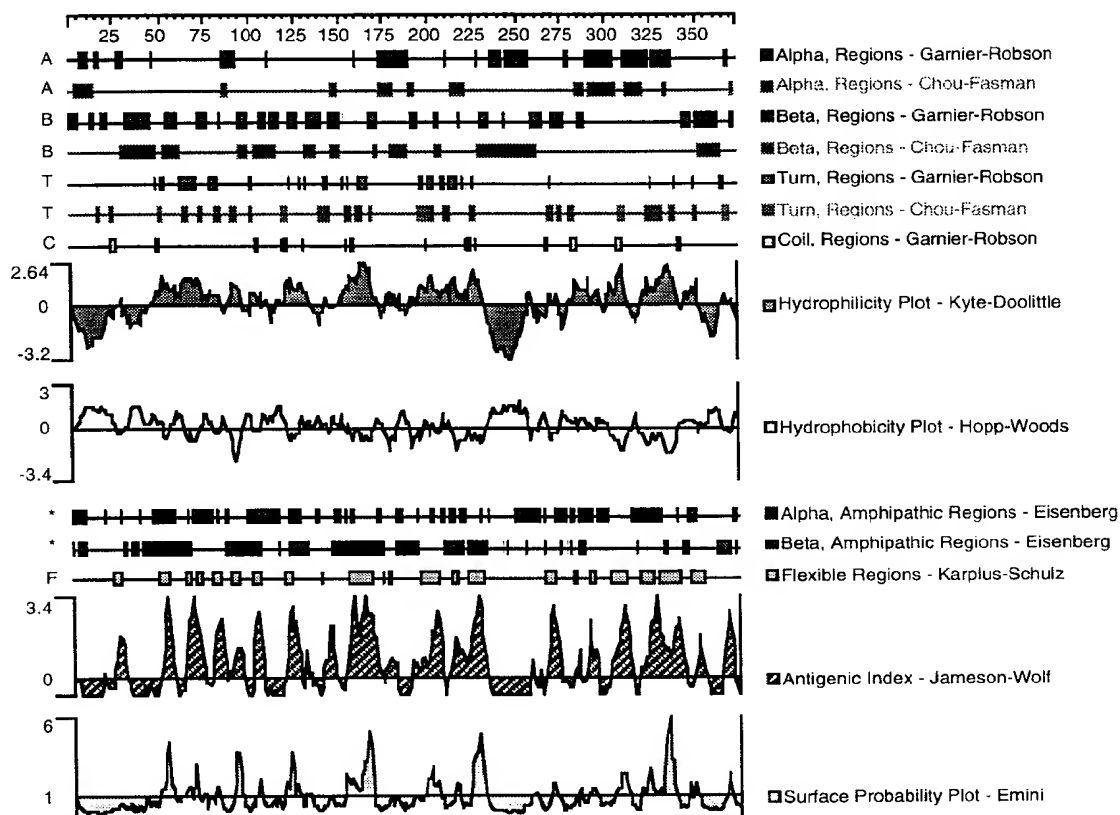 25 50 75 100 125 150 175 200 225 250 275 300 325 350
A Alpha, Regions - Garnier-Robson
A Alpha, Regions - Chou-Fasman
B Beta, Regions - Garnier-Robson
B Beta, Regions - Chou-Fasman
T Turn, Regions - Garnier-Robson
T Turn, Regions - Chou-Fasman
C Coil, Regions - Garnier-Robson
2.64
0 Hydrophilicity Plot - Kyte-Doolittle
-3.2
3
0 Hydrophobicity Plot - Hopp-Woods
-3.4
* Alpha, Amphipathic Regions - Eisenberg
* Beta, Amphipathic Regions - Eisenberg
F Flexible Regions - Karplus-Schulz
3.4
0 Antigenic Index - Jameson-Wolf
6
1 Surface Probability Plot - Emini